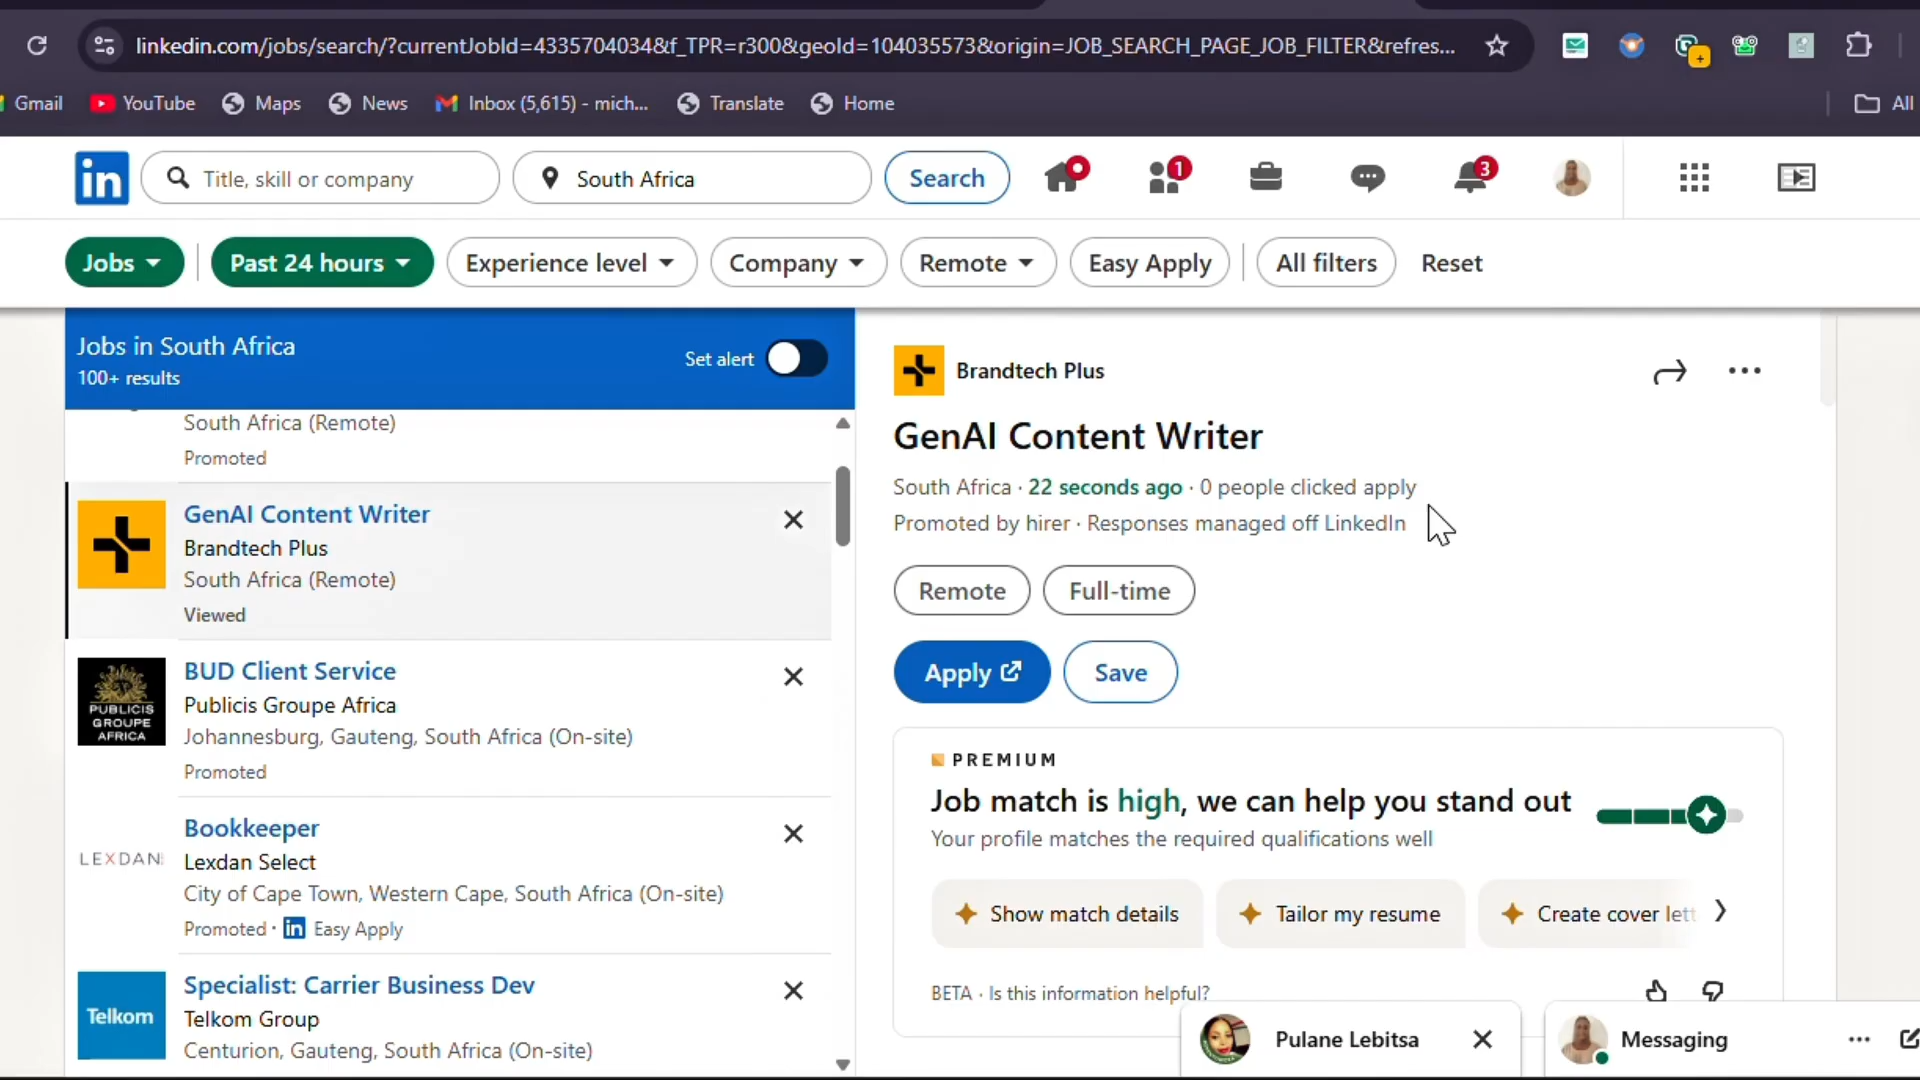 linkedin.com/jobs/search/?currentJobId=4335704034&f_TPR=r300&geoId=104035573&origin=JOB_SEARCH_PAGE_JOB_FILTER&refres...
Gmail YouTube Maps News Inbox (5,615) - mich... Translate Home All
in Title, skill or company South Africa Search 1 3
Jobs Past 24 hours Experience level Company Remote Easy Apply All filters Reset
Jobs in South Africa
100+ results
Set alert
South Africa (Remote)
Promoted
GenAI Content Writer
Brandtech Plus
South Africa (Remote)
Viewed
PUBLICIS
GROUPE
AFRICA
BUD Client Service
Publicis Groupe Africa
Johannesburg, Gauteng, South Africa (On-site)
Promoted
LEXDAN
Bookkeeper
Lexdan Select
City of Cape Town, Western Cape, South Africa (On-site)
Promoted · in Easy Apply
Telkom
Specialist: Carrier Business Dev
Telkom Group
Centurion, Gauteng, South Africa (On-site)
Brandtech Plus
GenAI Content Writer
South Africa · 22 seconds ago · 0 people clicked apply
Promoted by hirer · Responses managed off LinkedIn
Remote Full-time
Apply Save
PREMIUM
Job match is high, we can help you stand out
Your profile matches the required qualifications well
Show match details Tailor my resume Create cover lett
BETA · Is this information helpful?
Pulane Lebitsa Messaging